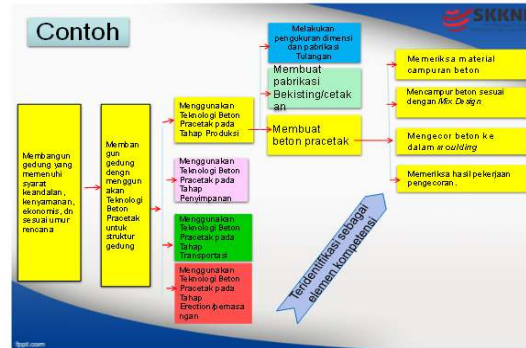 Contoh
SKKNI
Membangun
gedung yang
memenuhi
syarat
keandalan,
kenyamanan,
ekonomis, dn
sesuai umur
rencana
Memban
gun
gedung
dengn
menggun
akan
Teknologi
Beton
Pracetak
untuk
struktur
gedung
Menggunakan
Teknologi Beton
Pracetak pada
Tahap Produksi
Menggunakan
Teknologi Beton
Pracetak pada
Tahap
Penyimpanan
Menggunakan
Teknologi Beton
Pracetak pada
Tahap
Transportasi
Menggunakan
Teknologi Beton
Pracetak pada
Tahap
Erection/pemasa
ngan
Melakukan
pengukuran dimensi
dan pabrikasi
Tulangan
Membuat
pabrikasi
Bekisting/cetak
an
Membuat
beton pracetak
Memeriksa material
campuran beton
Mencampur beton sesuai
dengan Mix Design
Mengecor beton ke
dalam moulding
Memeriksa hasil pekerjaan
pengecoran.
Teridentifikasi sebagai
elemen kompetensi
fppt.com